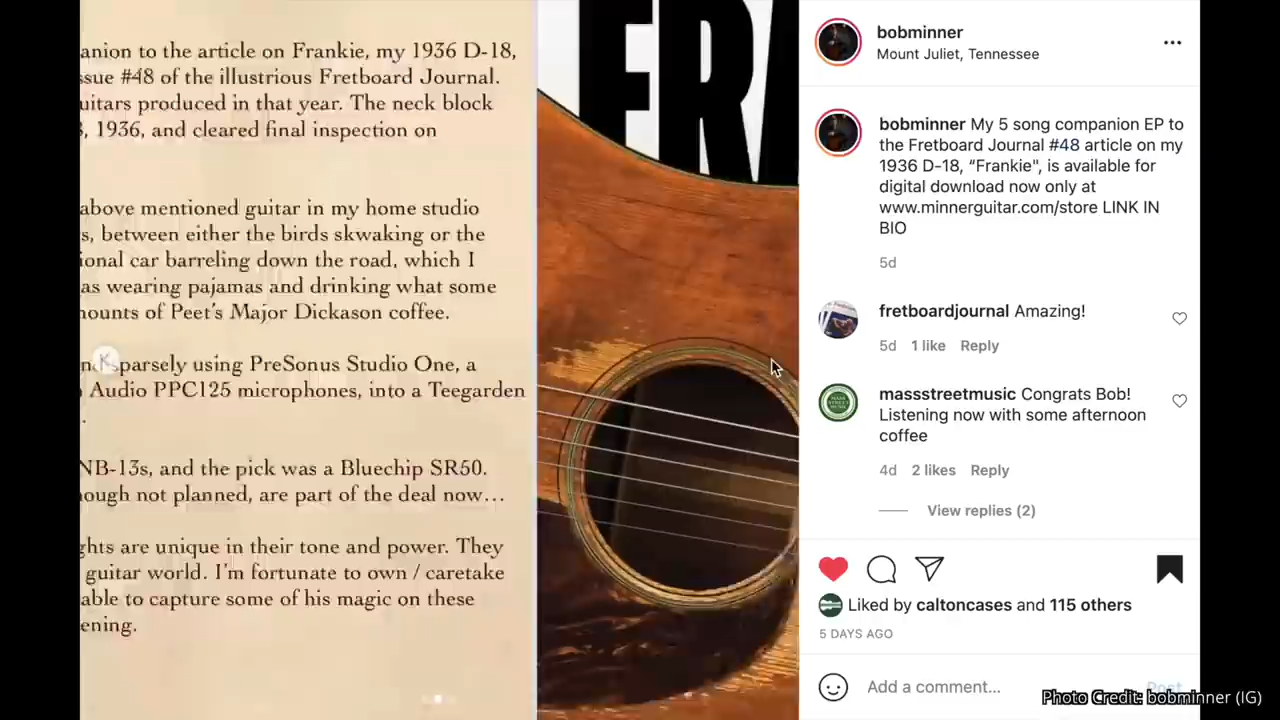 anion to the article on Frankie, my 1936 D-18,
ssue #48 of the illustrious Fretboard Journal.
uitars produced in that year. The neck block
, 1936, and cleared final inspection on
above mentioned guitar in my home studio
s, between either the birds skwaking or the
ional car barreling down the road, which I
as wearing pajamas and drinking what some
nounts of Peet's Major Dickason coffee.
sparsely using PreSonus Studio One, a
Audio PPC125 microphones, into a Teegarden
.
NB-13s, and the pick was a Bluechip SR50.
ough not planned, are part of the deal now...
ghts are unique in their tone and power. They
guitar world. I'm fortunate to own / caretake
able to capture some of his magic on these
ening.
FRA
bobminner
Mount Juliet, Tennessee
bobminner My 5 song companion EP to
the Fretboard Journal #48 article on my
1936 D-18, “Frankie", is available for
digital download now only at
www.minnerguitar.com/store LINK IN
BIO
5d
fretboardjournal Amazing!
5d 1 like Reply
massstreetmusic Congrats Bob!
Listening now with some afternoon
coffee
4d 2 likes Reply
View replies (2)
Liked by caltoncases and 115 others
5 DAYS AGO
Add a comment... Post
Photo Credit: bobminner (IG)